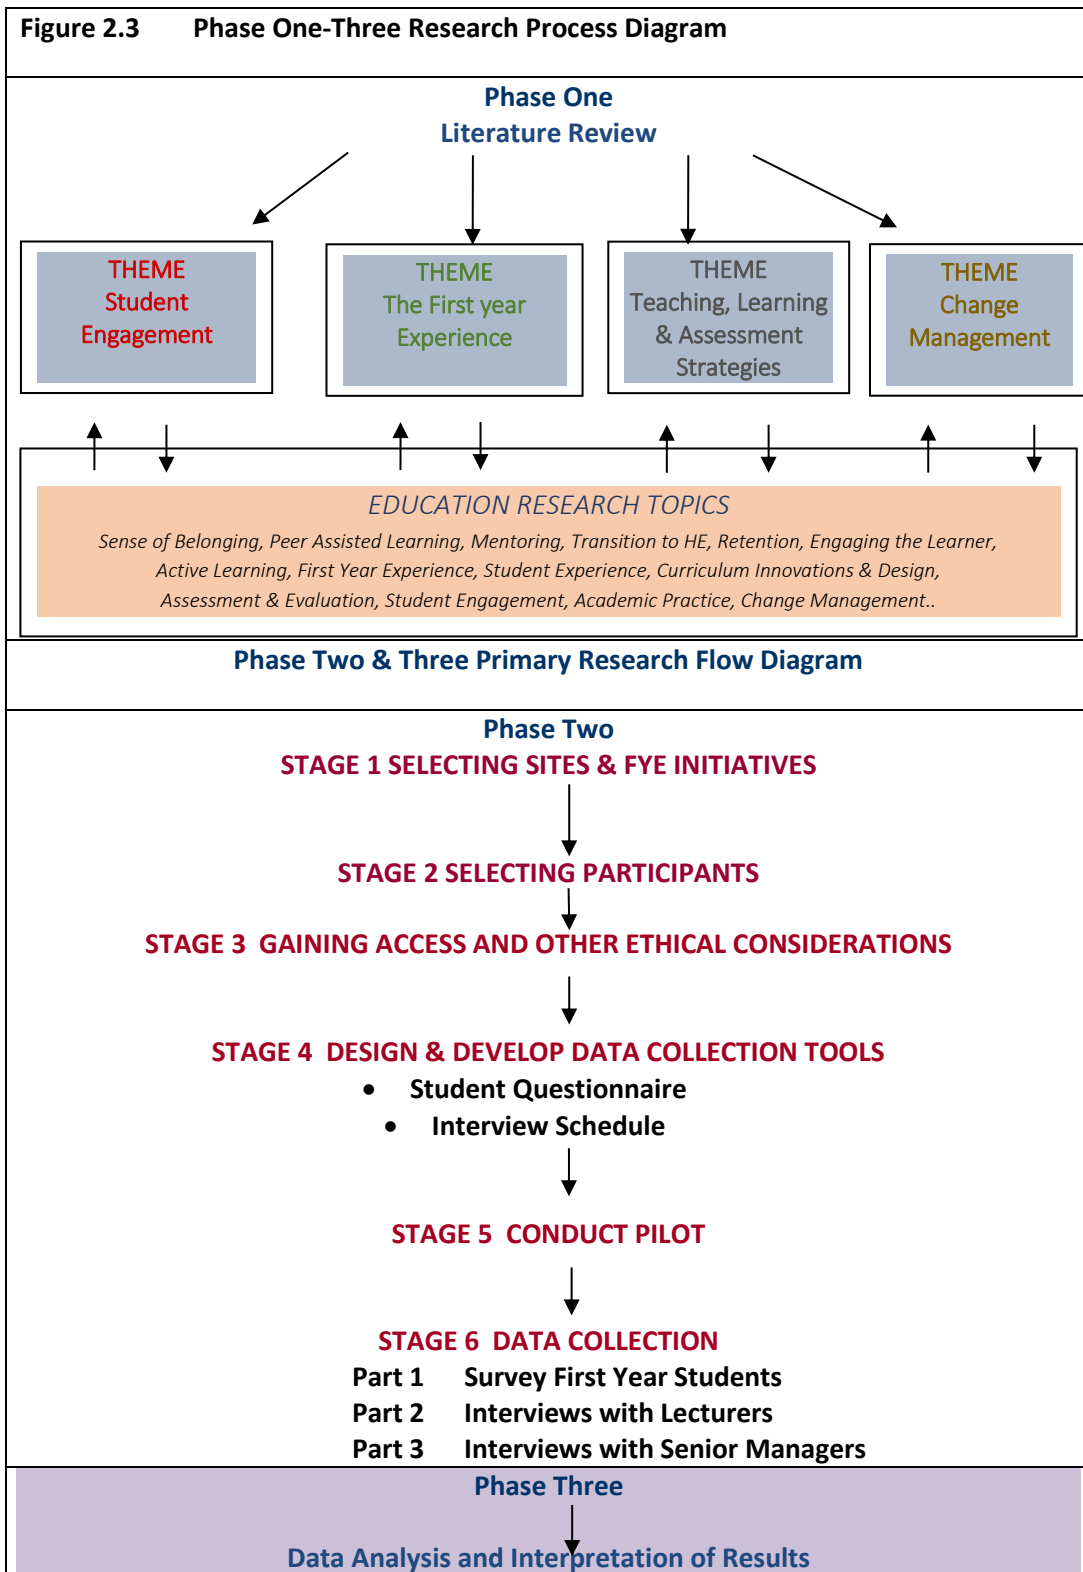 Figure 2.3 Phase One-Three Research Process Diagram
Phase One
Literature Review
THEME
Student
Engagement
THEME
The First year
Experience
THEME
Teaching, Learning
& Assessment
Strategies
THEME
Change
Management
EDUCATION RESEARCH TOPICS
Sense of Belonging, Peer Assisted Learning, Mentoring, Transition to HE, Retention, Engaging the Learner,
Active Learning, First Year Experience, Student Experience, Curriculum Innovations & Design,
Assessment & Evaluation, Student Engagement, Academic Practice, Change Management..
Phase Two & Three Primary Research Flow Diagram
Phase Two
STAGE 1 SELECTING SITES & FYE INITIATIVES
STAGE 2 SELECTING PARTICIPANTS
STAGE 3 GAINING ACCESS AND OTHER ETHICAL CONSIDERATIONS
STAGE 4 DESIGN & DEVELOP DATA COLLECTION TOOLS
• Student Questionnaire
• Interview Schedule
STAGE 5 CONDUCT PILOT
STAGE 6 DATA COLLECTION
Part 1 Survey First Year Students
Part 2 Interviews with Lecturers
Part 3 Interviews with Senior Managers
Phase Three
Data Analysis and Interpretation of Results